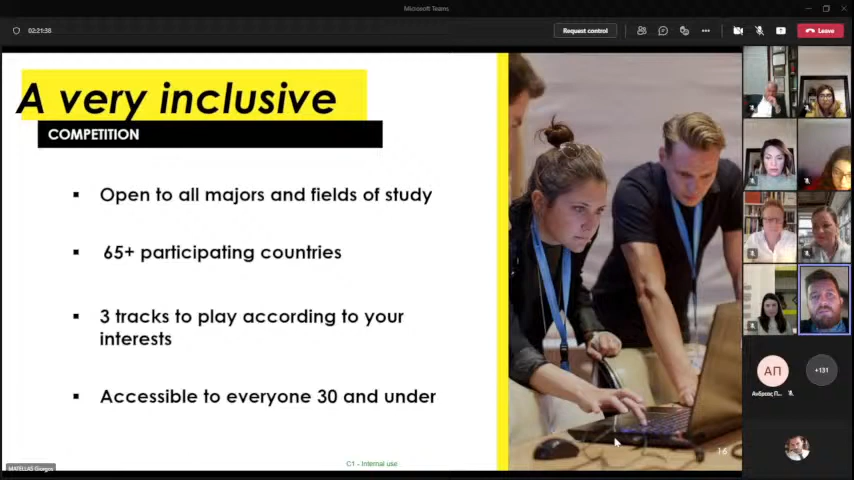 Microsoft Teams
02:21:36
Request control
Leave
A very inclusive
COMPETITION
▪ Open to all majors and fields of study
▪ 65+ participating countries
▪ 3 tracks to play according to your
interests
▪ Accessible to everyone 30 and under
ΑΠ
+131
C1 - Internal use
16